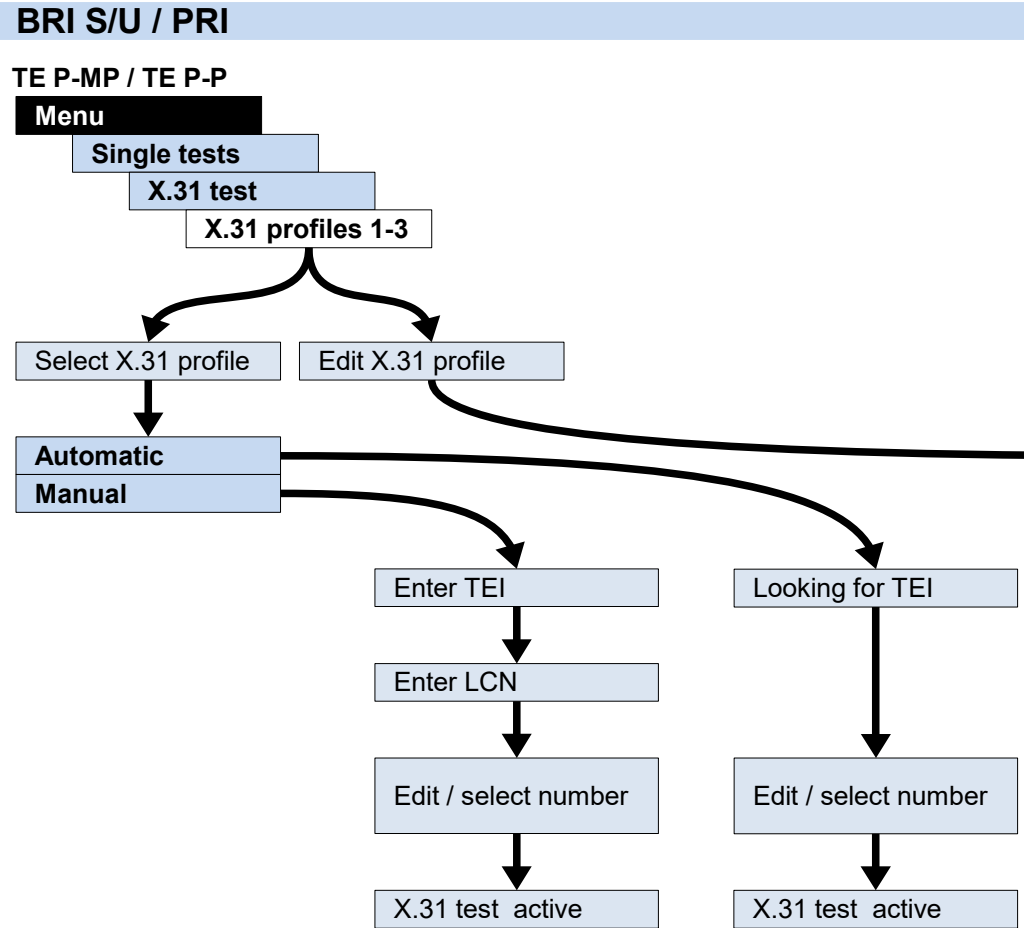 BRI S/U / PRI
TE P-MP / TE P-P
Menu
Single tests
X.31 test
X.31 profiles 1-3
Select X.31 profile
Edit X.31 profile
Automatic
Manual
Enter TEI
Looking for TEI
Enter LCN
Edit / select number
Edit / select number
X.31 test active
X.31 test active